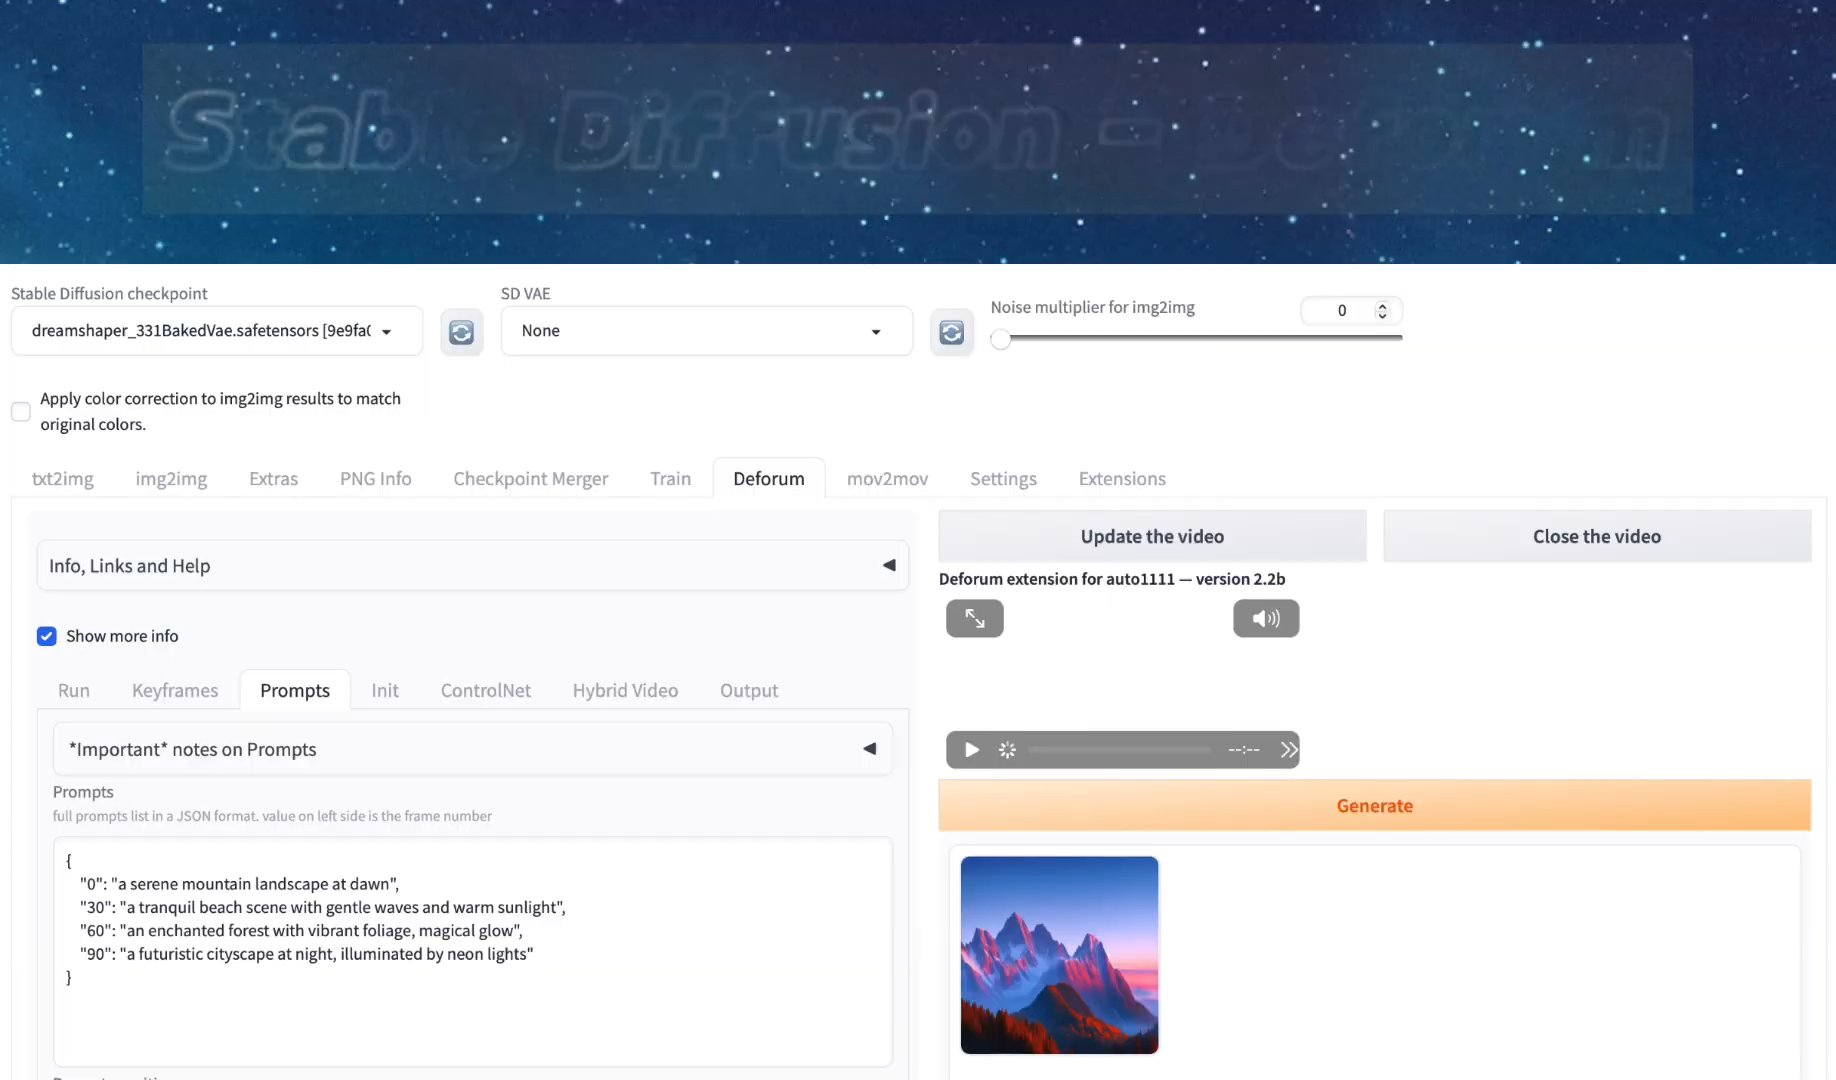 Stable Diffusion -
Stable Diffusion checkpoint
SD VAE
Noise multiplier for img2img
0
dreamshaper_331BakedVae.safetensors [9e9fa0
None
Apply color correction to img2img results to match
original colors.
txt2img
img2img
Extras
PNG Info
Checkpoint Merger
Train
Deforum
mov2mov
Settings
Extensions
Info, Links and Help
Show more info
Run
Keyframes
Prompts
Init
ControlNet
Hybrid Video
Output
*Important* notes on Prompts
Prompts
full prompts list in a JSON format. value on left side is the frame number
{
"0": "a serene mountain landscape at dawn",
"30": "a tranquil beach scene with gentle waves and warm sunlight",
"60": "an enchanted forest with vibrant foliage, magical glow",
"90": "a futuristic cityscape at night, illuminated by neon lights"
}
Update the video
Close the video
Deforum extension for auto1111 — version 2.2b
--:--
Generate